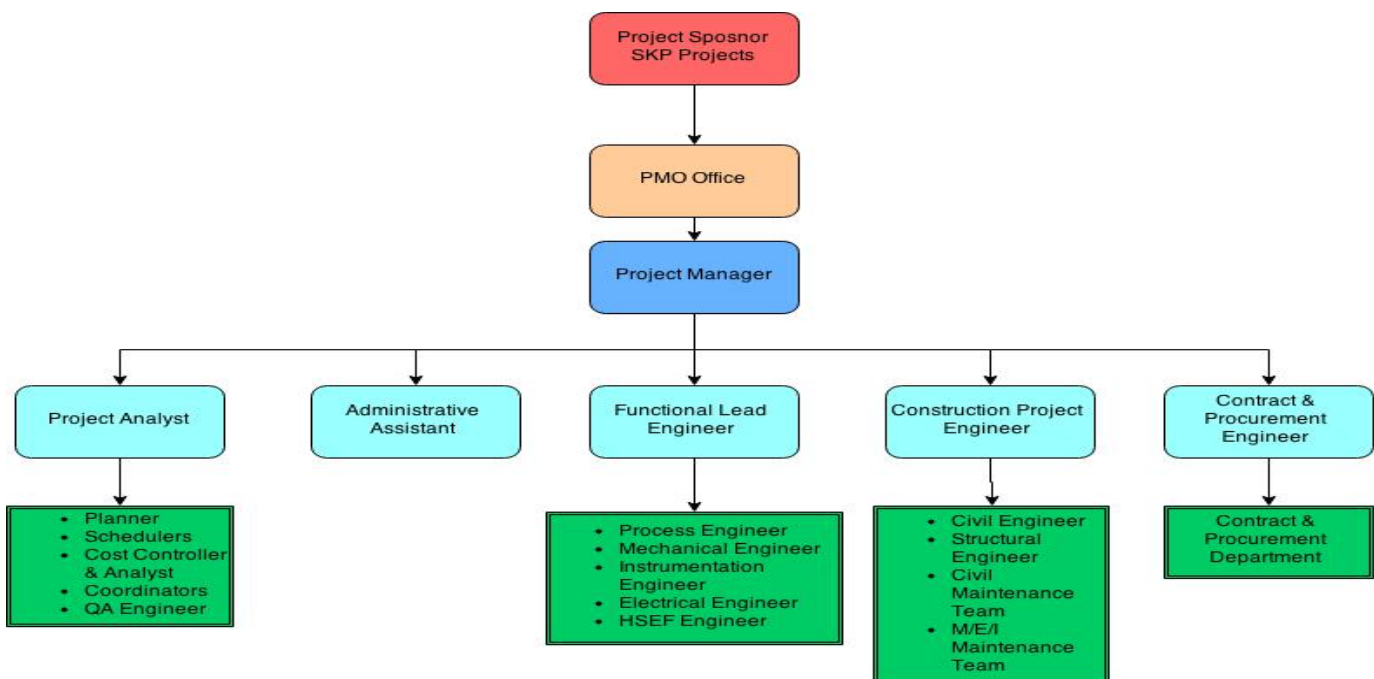 Project Sposnor
SKP Projects
PMO Office
Project Manager
Project Analyst
Administrative
Assistant
Functional Lead
Engineer
Construction Project
Engineer
Contract &
Procurement
Engineer
• Planner
• Schedulers
• Cost Controller
& Analyst
• Coordinators
• QA Engineer
• Process Engineer
• Mechanical Engineer
• Instrumentation
Engineer
• Electrical Engineer
• HSEF Engineer
• Civil Engineer
• Structural
Engineer
• Civil
Maintenance
Team
• M/E/I
Maintenance
Team
Contract &
Procurement
Department